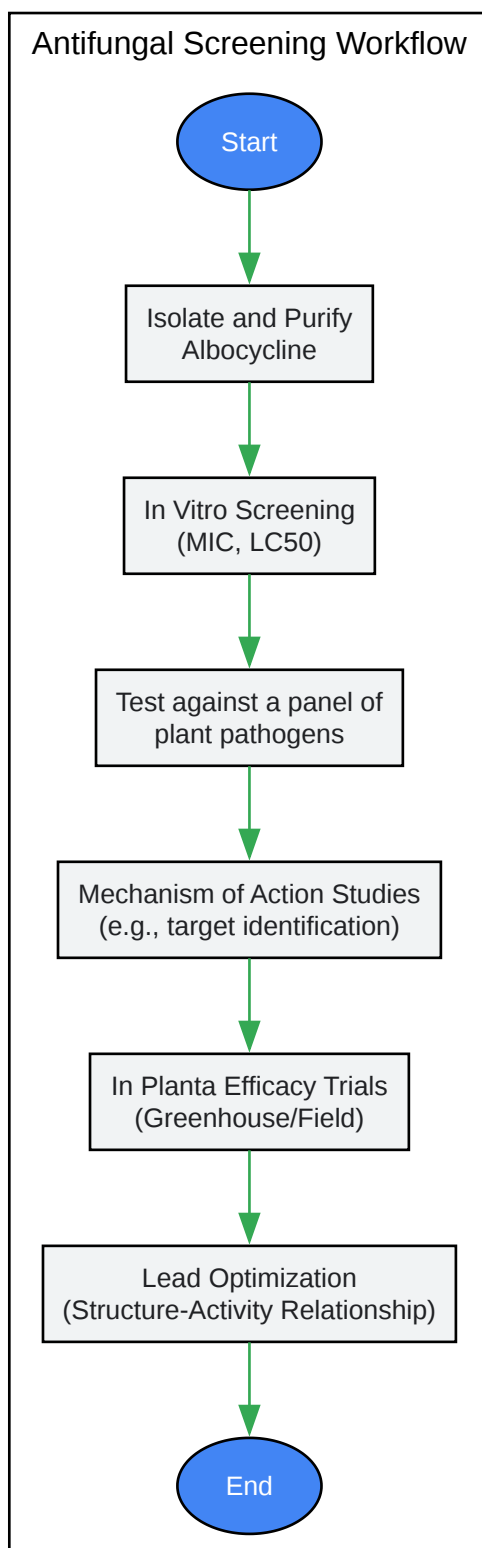 Antifungal Screening Workflow
Start
Isolate and Purify
Albocycline
In Vitro Screening
(MIC, LC50)
Test against a panel of
plant pathogens
Mechanism of Action Studies
(e.g., target identification)
In Planta Efficacy Trials
(Greenhouse/Field)
Lead Optimization
(Structure-Activity Relationship)
End